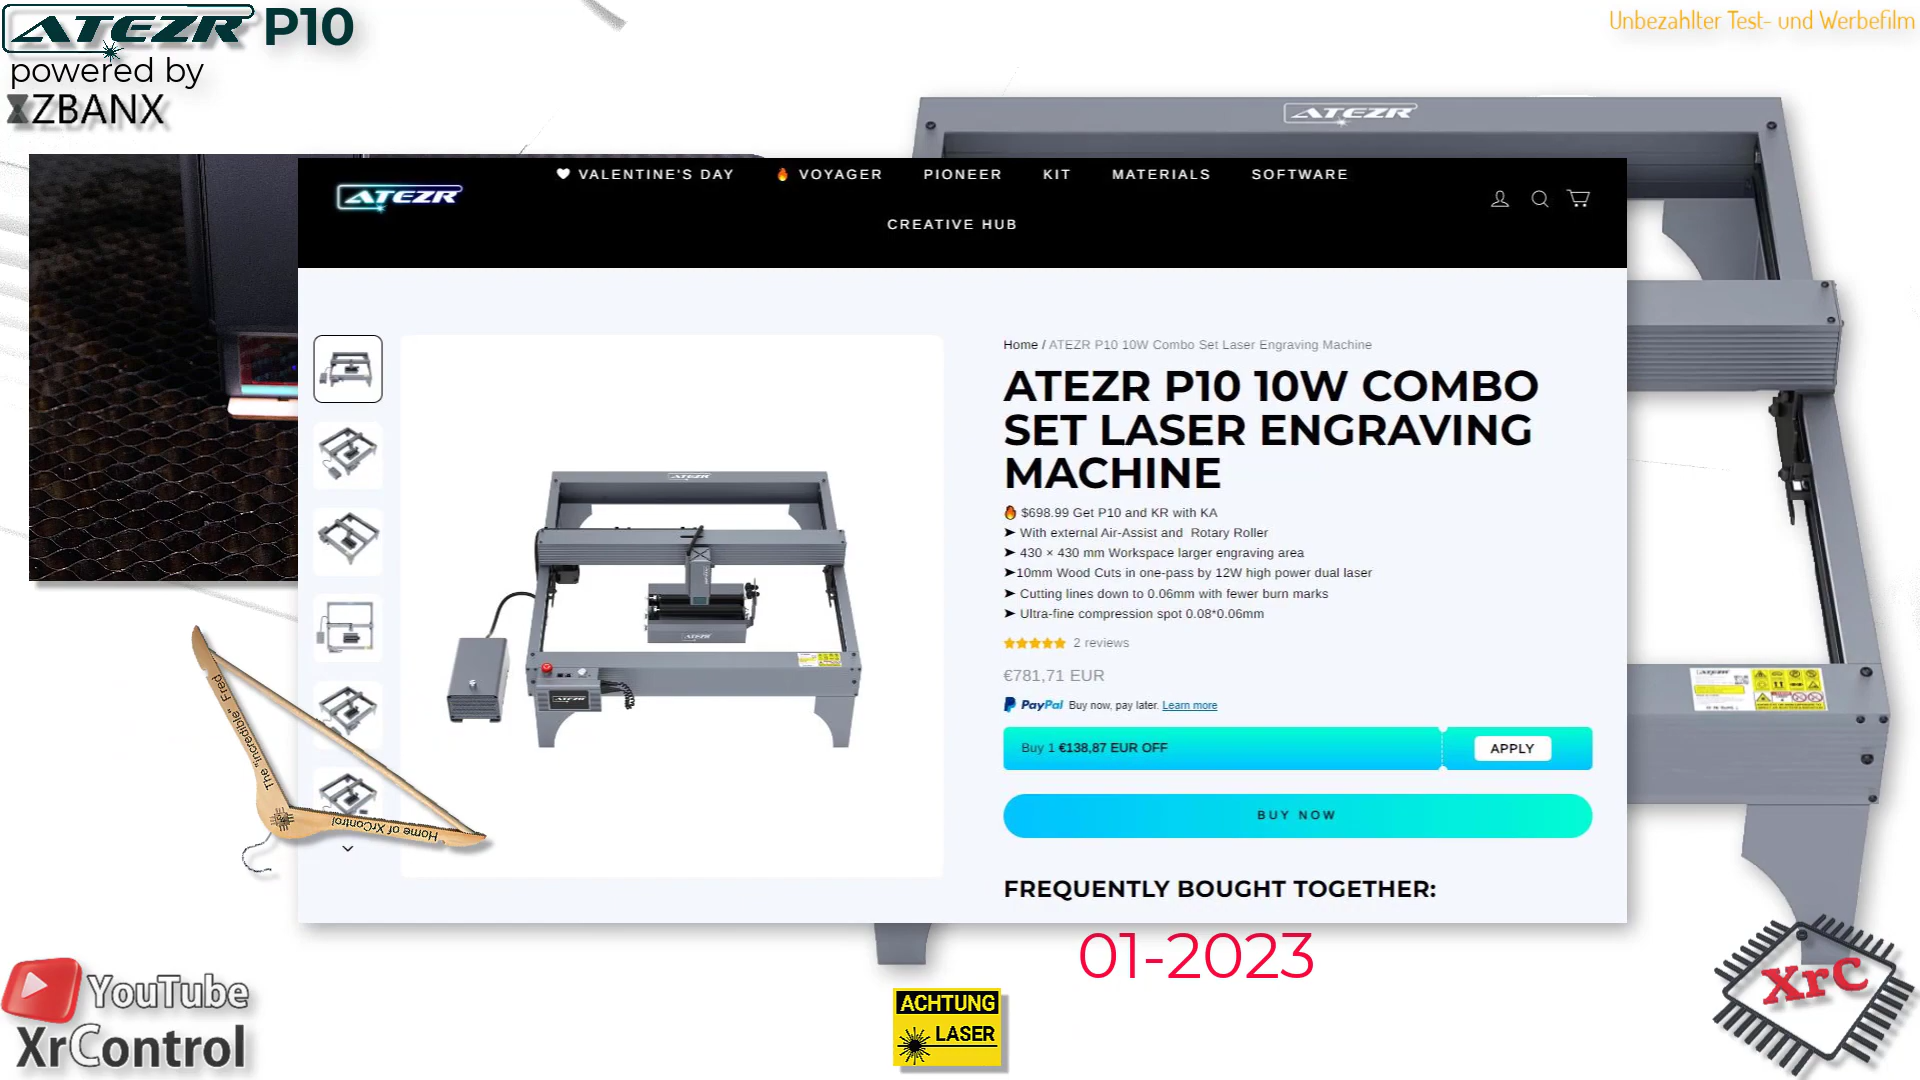 ATEZR P10
powered by
XZBANX
Unbezahlter Test- und Werbefilm
ATEZR
ATEZR
VALENTINE'S DAY
VOYAGER
PIONEER
KIT
MATERIALS
SOFTWARE
CREATIVE HUB
Home / ATEZR P10 10W Combo Set Laser Engraving Machine
ATEZR P10 10W COMBO
SET LASER ENGRAVING
MACHINE
$698.99 Get P10 and KR with KA
➤ With external Air-Assist and Rotary Roller
➤ 430 × 430 mm Workspace larger engraving area
➤10mm Wood Cuts in one-pass by 12W high power dual laser
➤ Cutting lines down to 0.06mm with fewer burn marks
➤ Ultra-fine compression spot 0.08*0.06mm
2 reviews
€781,71 EUR
PayPal Buy now, pay later. Learn more
Buy 1 €138,87 EUR OFF
APPLY
BUY NOW
FREQUENTLY BOUGHT TOGETHER:
ATEZR
ATEZR
ATEZR
The "incredible" Fred
Home of XrControl
01-2023
ACHTUNG
LASER
YouTube
XrControl
XrC